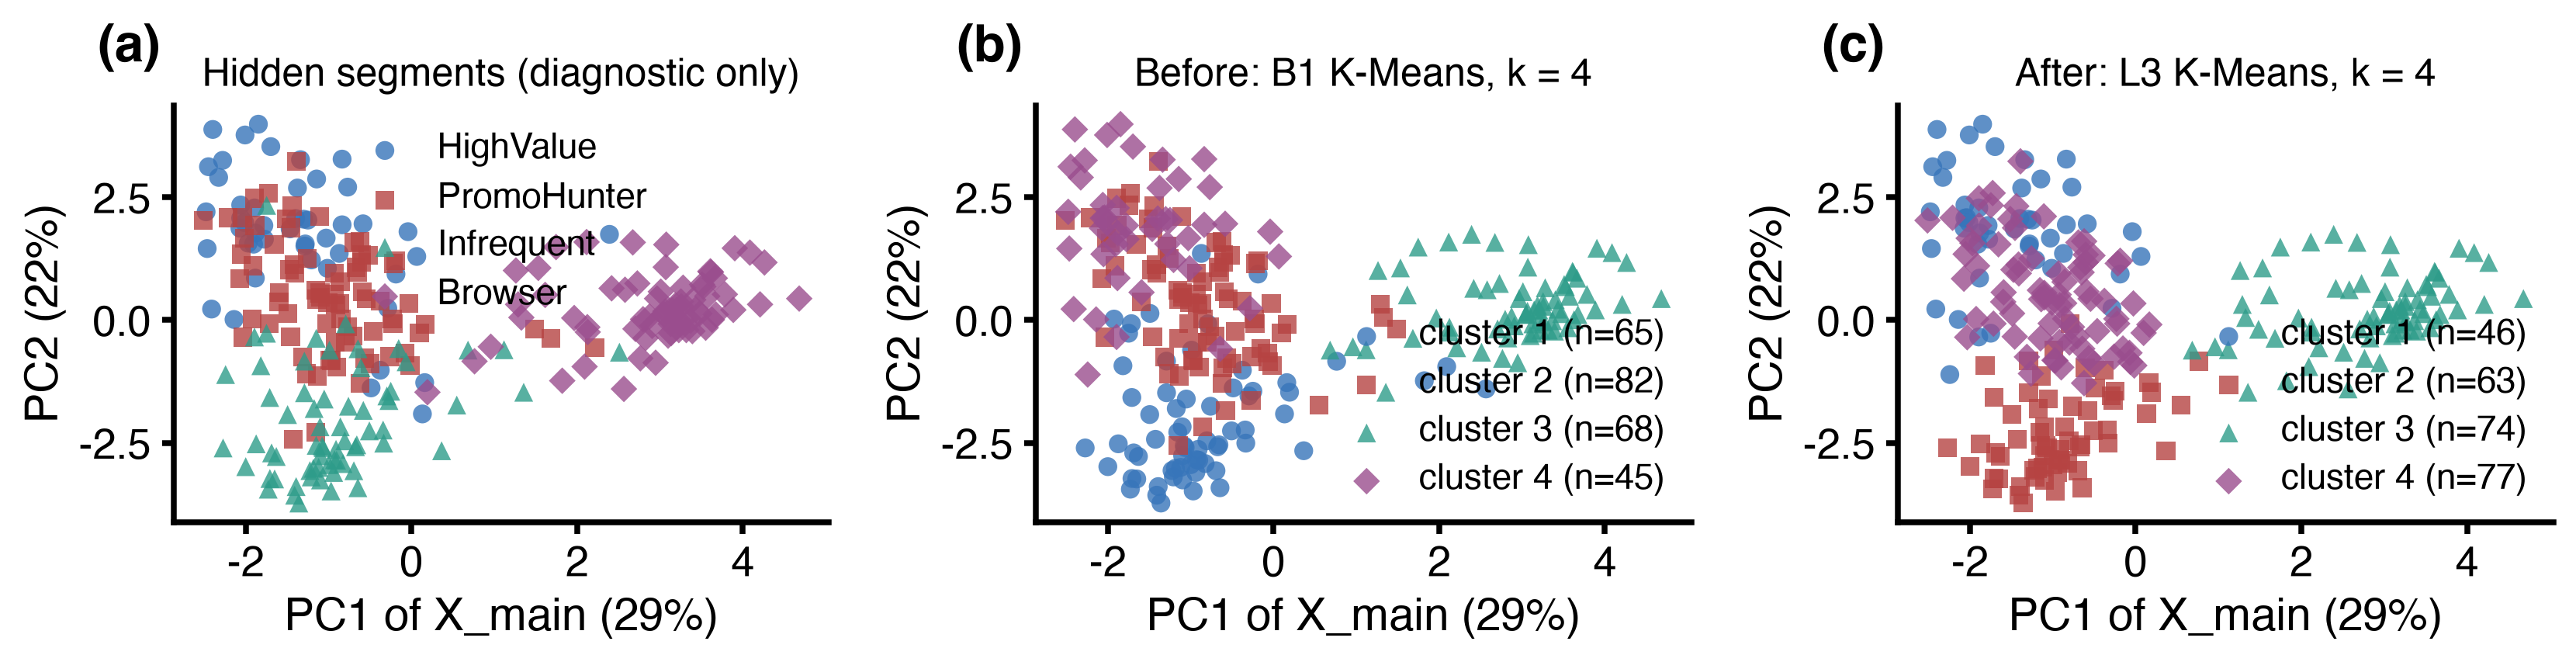 (a)
Hidden segments (diagnostic only)
HighValue
PromoHunter
Infrequent
Browser
PC2 (22%)
2.5
0.0
-2.5
-2
0
2
4
PC1 of X_main (29%)
(b)
Before: B1 K-Means, k = 4
PC2 (22%)
2.5
0.0
-2.5
cluster 1 (n=65)
cluster 2 (n=82)
cluster 3 (n=68)
cluster 4 (n=45)
-2
0
2
4
PC1 of X_main (29%)
(c)
After: L3 K-Means, k = 4
PC2 (22%)
2.5
0.0
-2.5
cluster 1 (n=46)
cluster 2 (n=63)
cluster 3 (n=74)
cluster 4 (n=77)
-2
0
2
4
PC1 of X_main (29%)